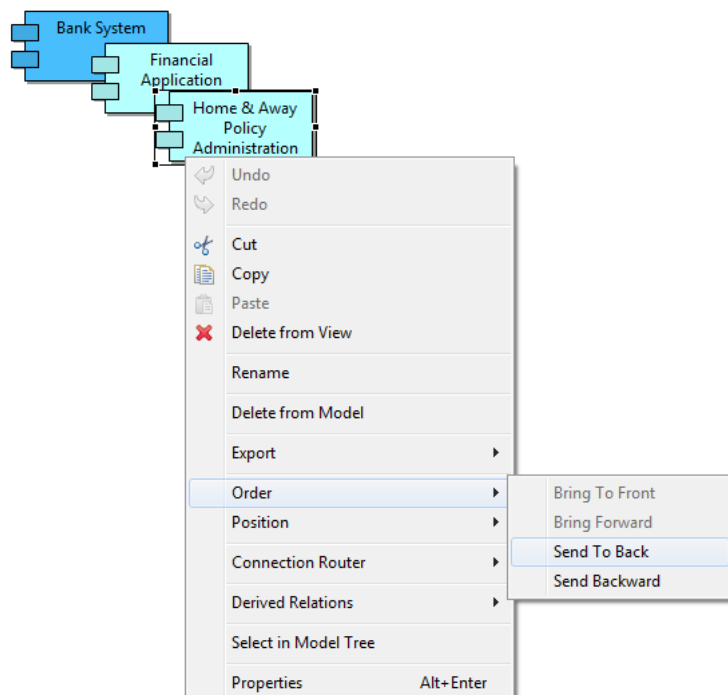 Bank System
Financial
Application
Home & Away
Policy
Administration
Undo
Redo
Cut
Copy
Paste
Delete from View
Rename
Delete from Model
Export
Order
Position
Connection Router
Derived Relations
Select in Model Tree
Properties Alt+Enter
Bring To Front
Bring Forward
Send To Back
Send Backward